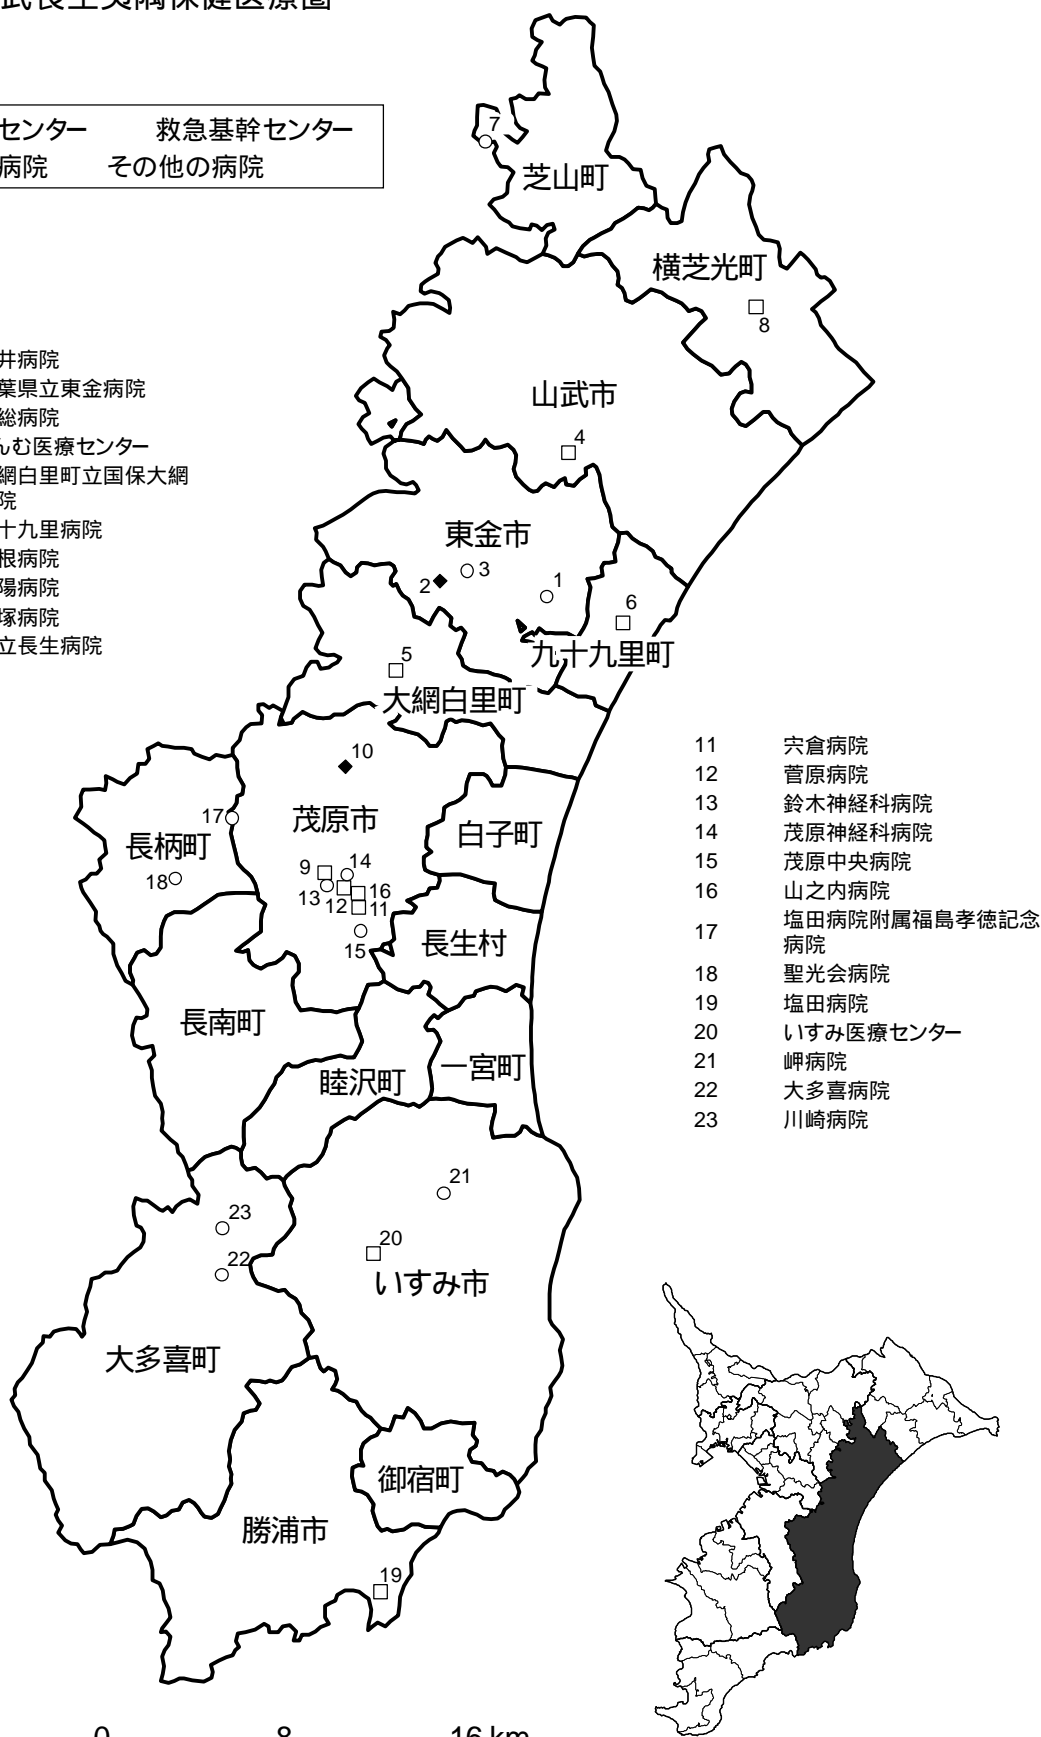 武長生夷隅保健医療圏
センター　救急基幹センター
病院　その他の病院
7
芝山町
横芝光町
8
井病院
葉県立東金病院
総病院
んむ医療センター
網白里町立国保大網
院
十九里病院
根病院
陽病院
塚病院
立長生病院
山武市
4
東金市
2
3
1
6
九十九里町
5
大網白里町
10
17
茂原市
白子町
長柄町
18
9
14
13
12
16
11
15
長生村
長南町
睦沢町
一宮町
11 宍倉病院
12 菅原病院
13 鈴木神経科病院
14 茂原神経科病院
15 茂原中央病院
16 山之内病院
17 塩田病院附属福島孝徳記念
病院
18 聖光会病院
19 塩田病院
20 いすみ医療センター
21 岬病院
22 大多喜病院
23 川崎病院
21
23
20
22
いすみ市
大多喜町
御宿町
勝浦市
19
0 8 16 km